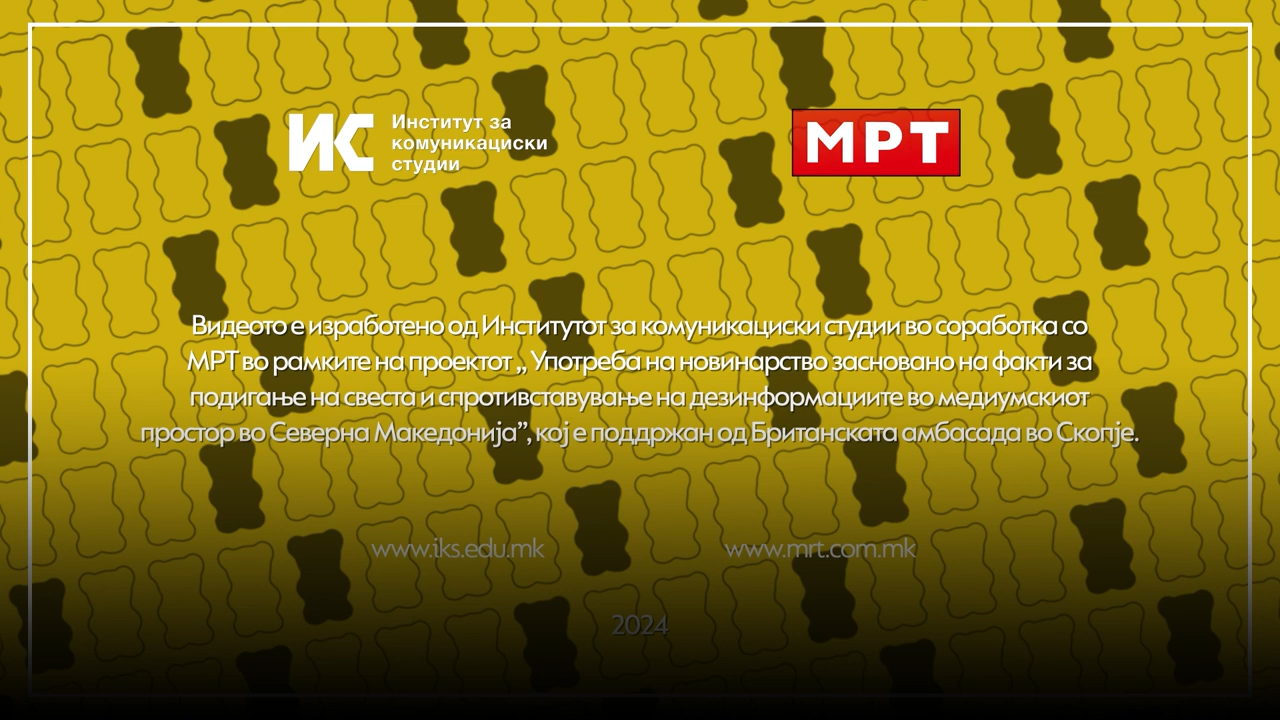 ИС
Институт за
комуникациски
студии
МРТ
Видеото е изработено од Институтот за комуникациски студии во соработка со
МРТ во рамките на проектот „ Употреба на новинарство засновано на факти за
подигање на свеста и спротивставување на дезинформациите во медиумскиот
простор во Северна Македонија”, кој е поддржан од Британската амбасада во Скопје.
www.iks.edu.mk
www.mrt.com.mk
2024